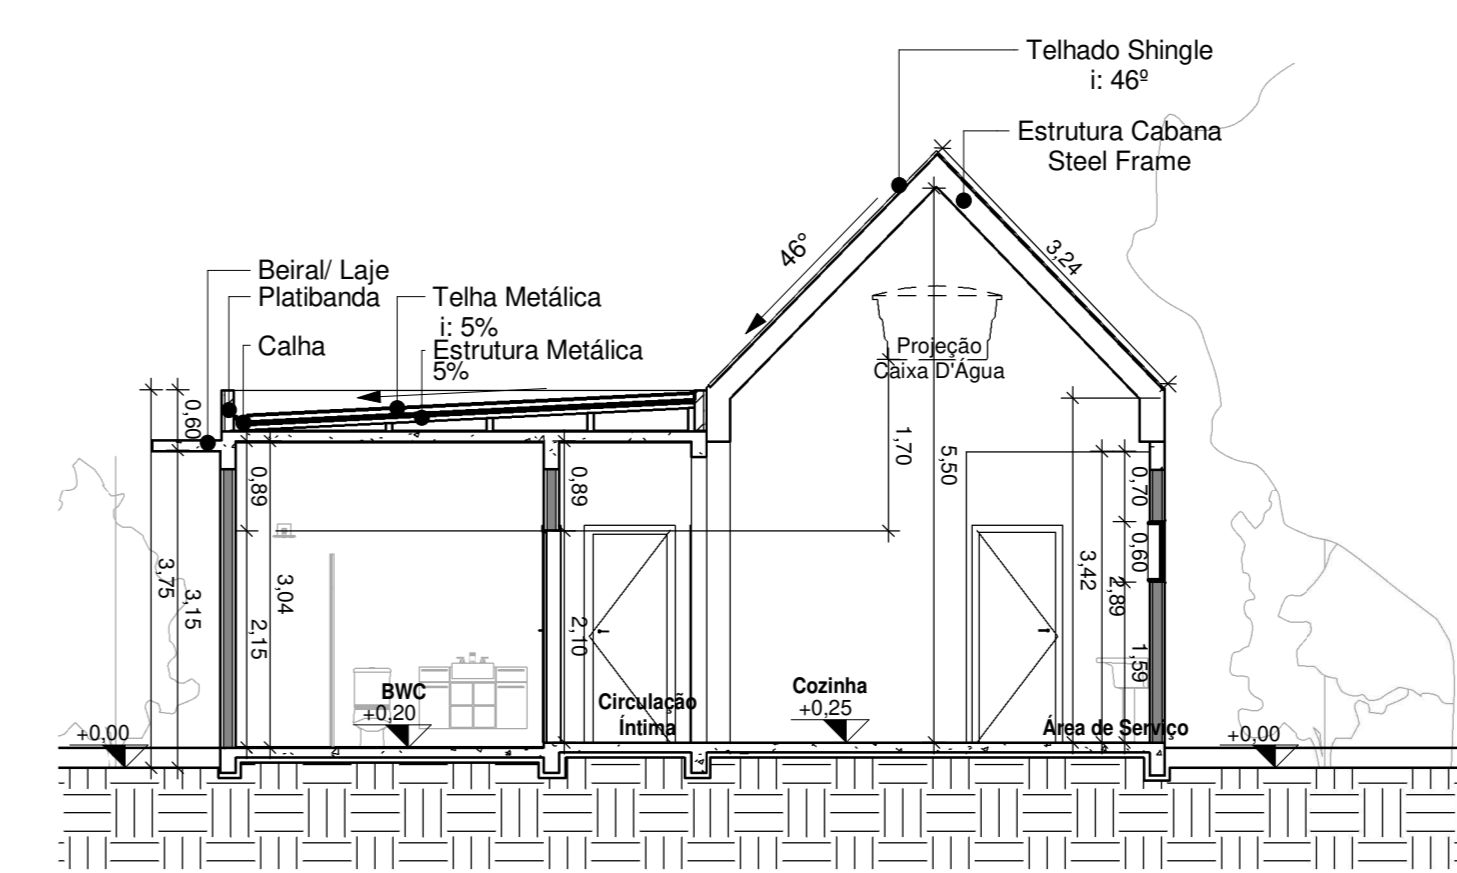 Telhado Shingle
i: 46º
Estrutura Cabana
Steel Frame
46°
3,24
Beiral/ Laje
Platibanda
Calha
Telha Metálica
i: 5%
Estrutura Metálica
5%
Projeção
Caixa D'Água
0,60
0,89
0,89
1,70
5,50
0,70
0,60
3,42
2,89
1,59
3,75
3,15
3,04
2,15
2,10
BWC
+0,20
Circulação
Íntima
Cozinha
+0,25
Área de Serviço
+0,00
+0,00